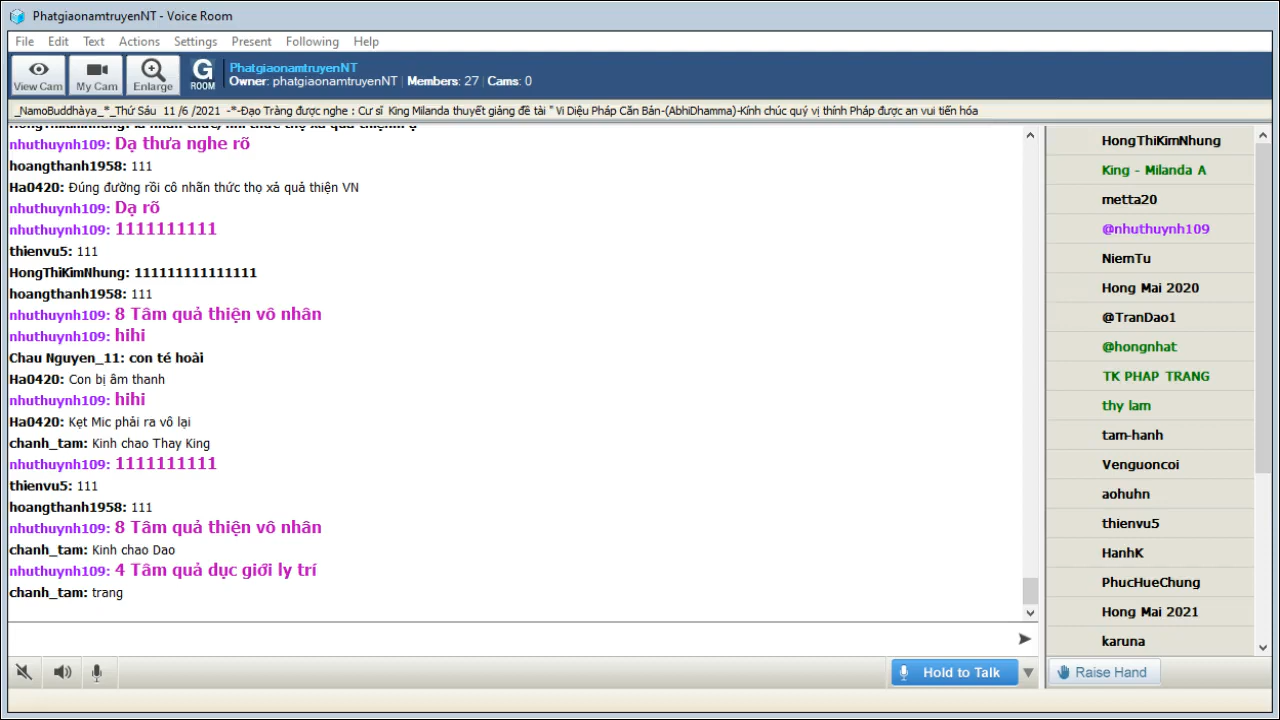 PhatgiaonamtruyenNT - Voice Room
File Edit Text Actions Settings Present Following Help
View Cam
My Cam
Enlarge
G ROOM
PhatgiaonamtruyenNT
Owner: phatgiaonamtruyenNT | Members: 27 | Cams: 0
_NamoBuddhàya_*_Thứ Sáu 11 /6 /2021 -*-Đạo Tràng được nghe : Cư sĩ King Milanda thuyết giảng đề tài " Vi Diệu Pháp Căn Bản-(AbhiDhamma)-Kính chúc quý vị thính Pháp được an vui tiến hóa
nhuthuynh109: Dạ thưa nghe rõ
hoangthanh1958: 111
Ha0420: Đúng đường rồi cô nhãn thức thọ xả quả thiện VN
nhuthuynh109: Dạ rõ
nhuthuynh109: 1111111111
thienvu5: 111
HongThiKimNhung: 111111111111111
hoangthanh1958: 111
nhuthuynh109: 8 Tâm quả thiện vô nhân
nhuthuynh109: hihi
Chau Nguyen_11: con té hoài
Ha0420: Con bị âm thanh
nhuthuynh109: hihi
Ha0420: Kẹt Mic phải ra vô lại
chanh_tam: Kinh chao Thay King
nhuthuynh109: 1111111111
thienvu5: 111
hoangthanh1958: 111
nhuthuynh109: 8 Tâm quả thiện vô nhân
chanh_tam: Kinh chao Dao
nhuthuynh109: 4 Tâm quả dục giới ly trí
chanh_tam: trang
HongThiKimNhung
King - Milanda A
metta20
@nhuthuynh109
NiemTu
Hong Mai 2020
@TranDao1
@hongnhat
TK PHAP TRANG
thy lam
tam-hanh
Venguoncoi
aohuhn
thienvu5
HanhK
PhucHueChung
Hong Mai 2021
karuna
Hold to Talk
Raise Hand